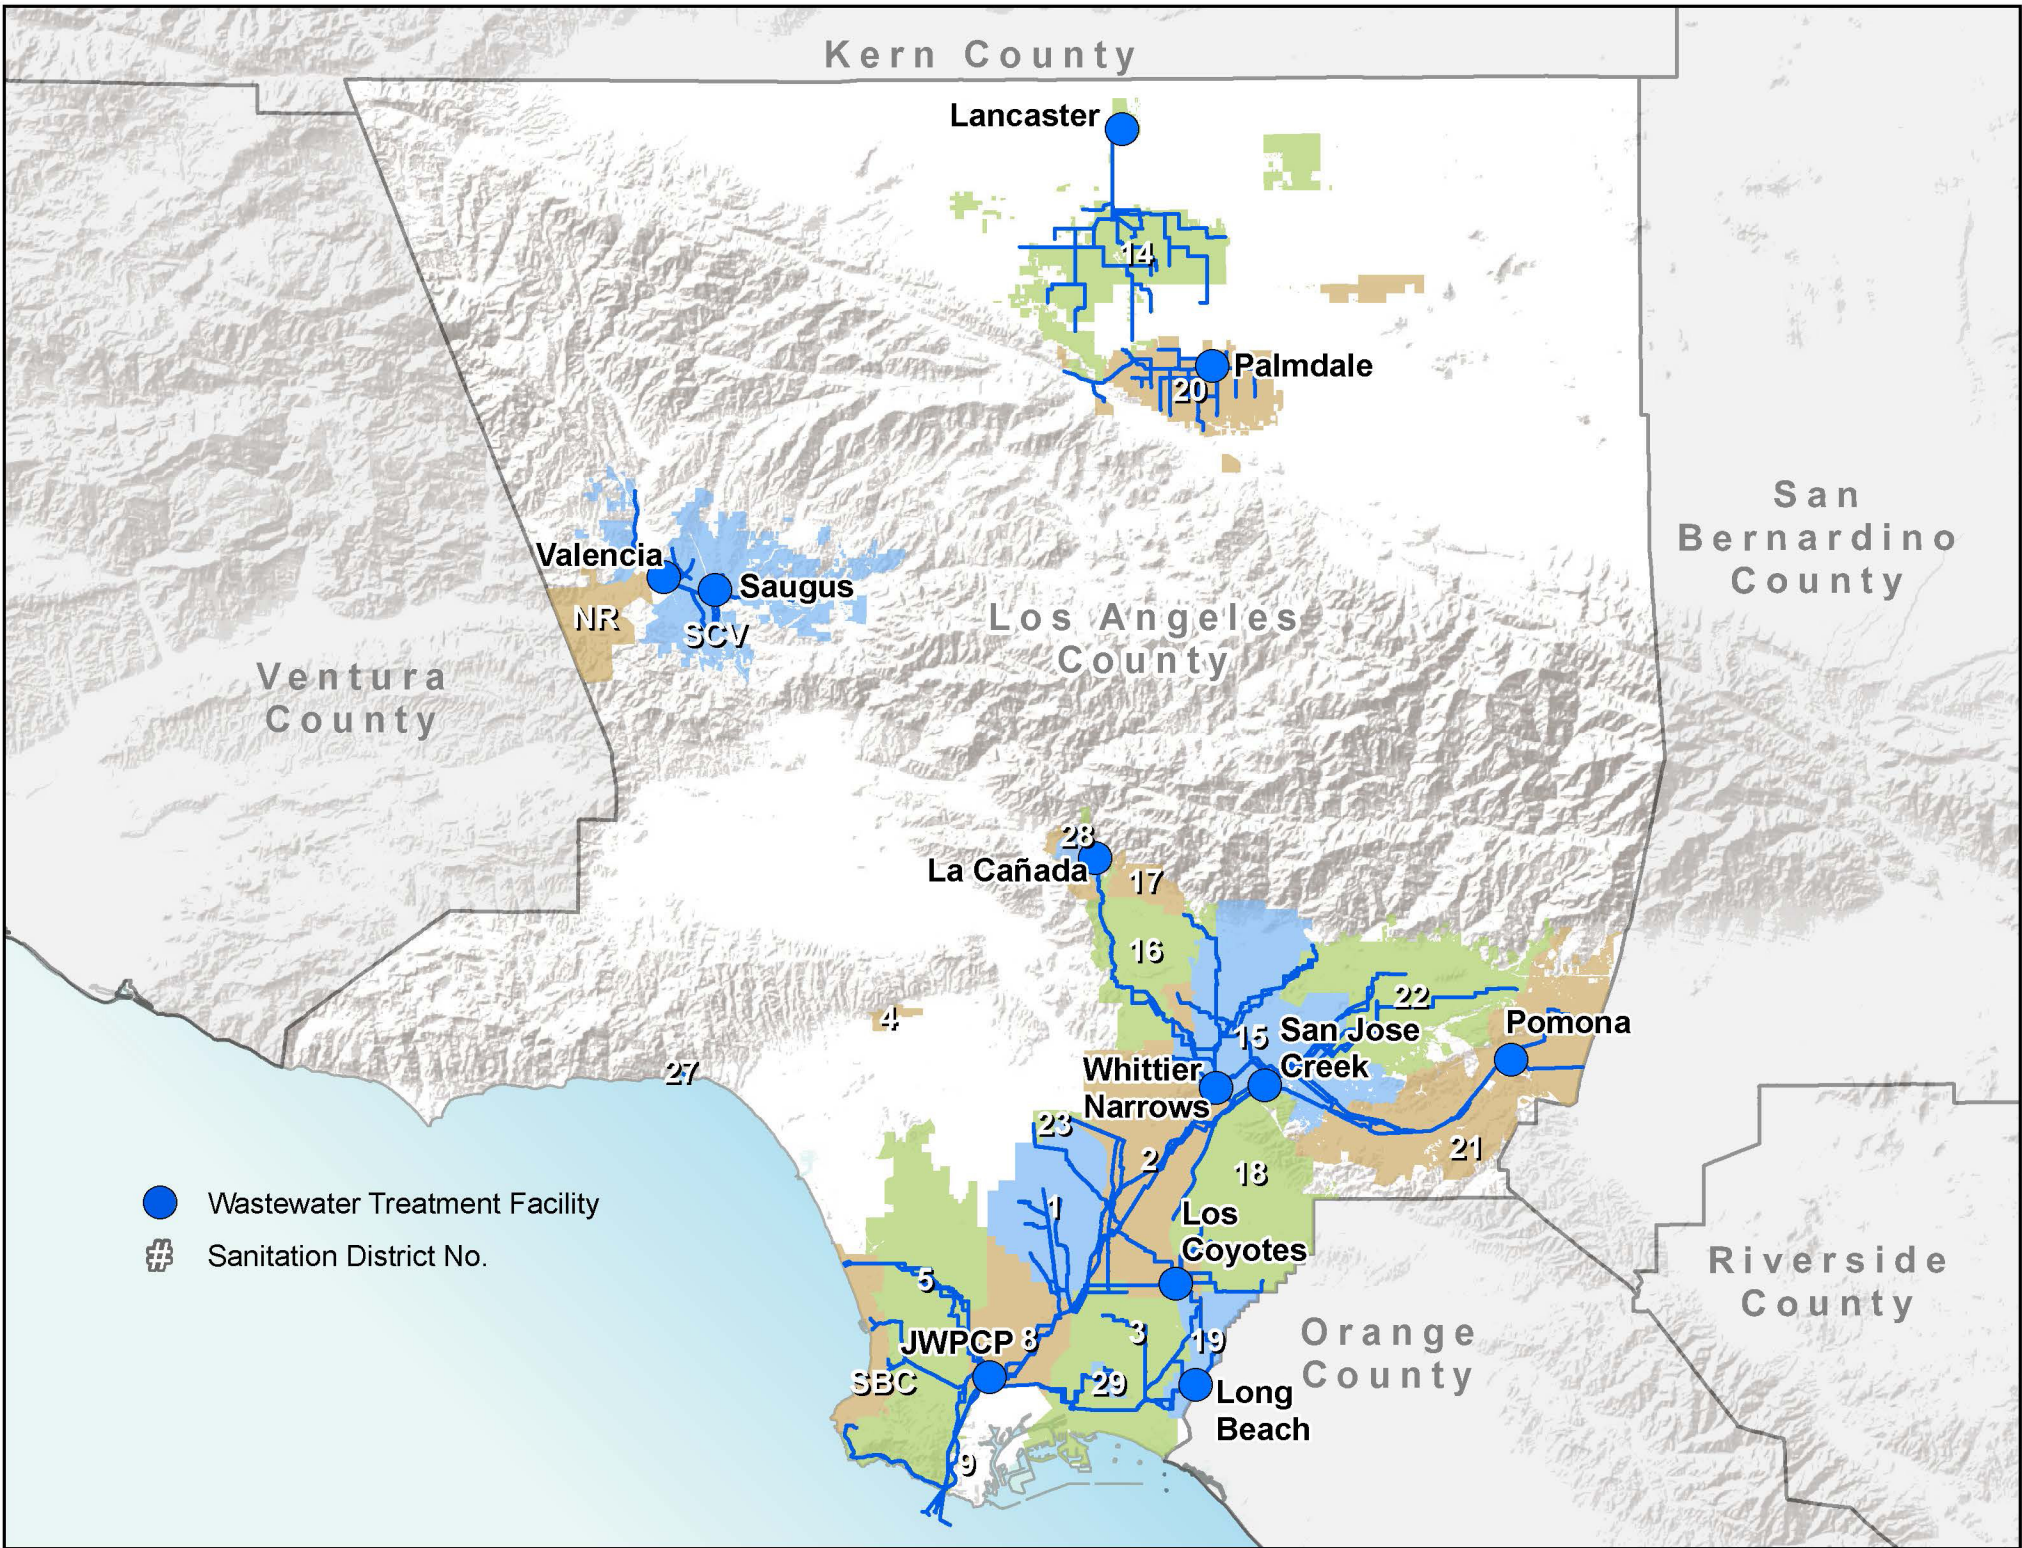 Kern County
Lancaster
14
Palmdale
20
San
Bernardino
County
Valencia
Saugus
NR
SCV
Los Angeles
County
Ventura
County
28
La Cañada
17
16
22
4
15
San Jose
Creek
Pomona
27
Whittier
Narrows
23
2
18
21
1
Los
Coyotes
Wastewater Treatment Facility
# Sanitation District No.
5
Riverside
County
JWPCP
8
3
19
Orange
County
SBC
29
Long
Beach
9